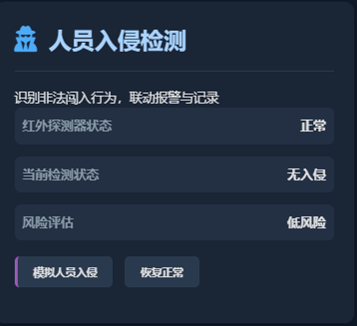 人员入侵检测
识别非法闯入行为，联动报警与记录
红外探测器状态 正常
当前检测状态 无入侵
风险评估 低风险
模拟人员入侵 恢复正常